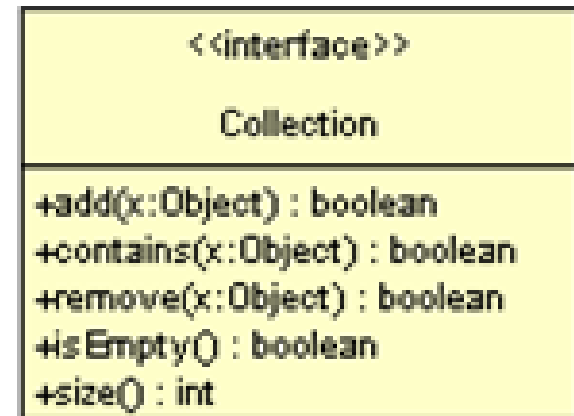 <<interface>>
Collection
+add(x:Object) : boolean
+contains(x:Object) : boolean
+remove(x:Object) : boolean
+isEmpty() : boolean
+size() : int